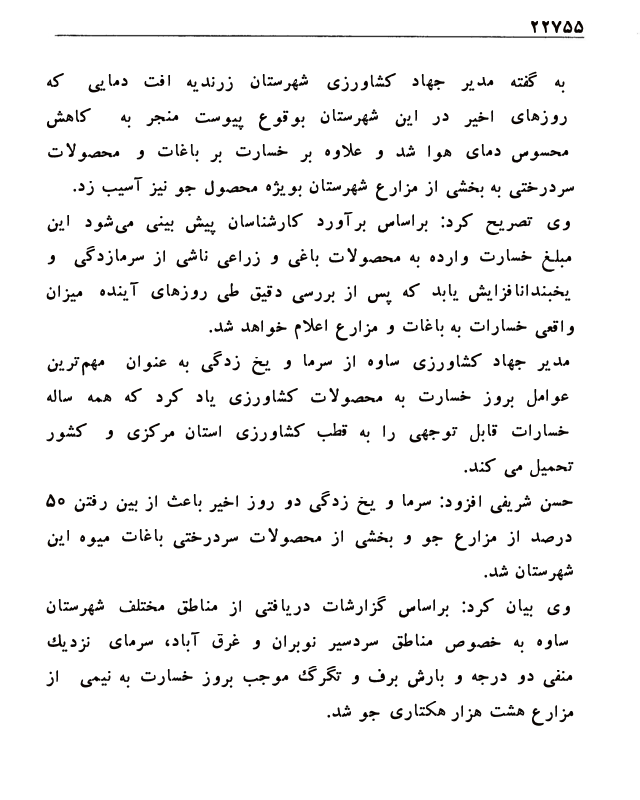 ۲۲۷۵۵
به گفته مدیر جهاد کشاورزی شهرستان زرندیه افت دمایی که
روزهای اخیر در این شهرستان بوقوع پیوست منجر به کاهش
محسوس دمای هوا شد و علاوه بر خسارت بر باغات و محصولات
سردرختی به بخشی از مزارع شهرستان بویژه محصول جو نیز آسیب زد.
وی تصریح کرد: براساس برآورد کارشناسان پیش بینی می‌شود این
مبلغ خسارت وارده به محصولات باغی و زراعی ناشی از سرمازدگی و
یخبندانافزایش یابد که پس از بررسی دقیق طی روزهای آینده میزان
واقعی خسارات به باغات و مزارع اعلام خواهد شد.
مدیر جهاد کشاورزی ساوه از سرما و یخ زدگی به عنوان مهم‌ترین
عوامل بروز خسارت به محصولات کشاورزی یاد کرد که همه ساله
خسارات قابل توجهی را به قطب کشاورزی استان مرکزی و کشور
تحمیل می کند.
حسن شریفی افزود: سرما و یخ زدگی دو روز اخیر باعث از بین رفتن ۵۰
درصد از مزارع جو و بخشی از محصولات سردرختی باغات میوه این
شهرستان شد.
وی بیان کرد: براساس گزارشات دریافتی از مناطق مختلف شهرستان
ساوه به خصوص مناطق سردسیر نوبران و غرق آباد، سرمای نزدیك
منفی دو درجه و بارش برف و تگرگ موجب بروز خسارت به نیمی از
مزارع هشت هزار هکتاری جو شد.